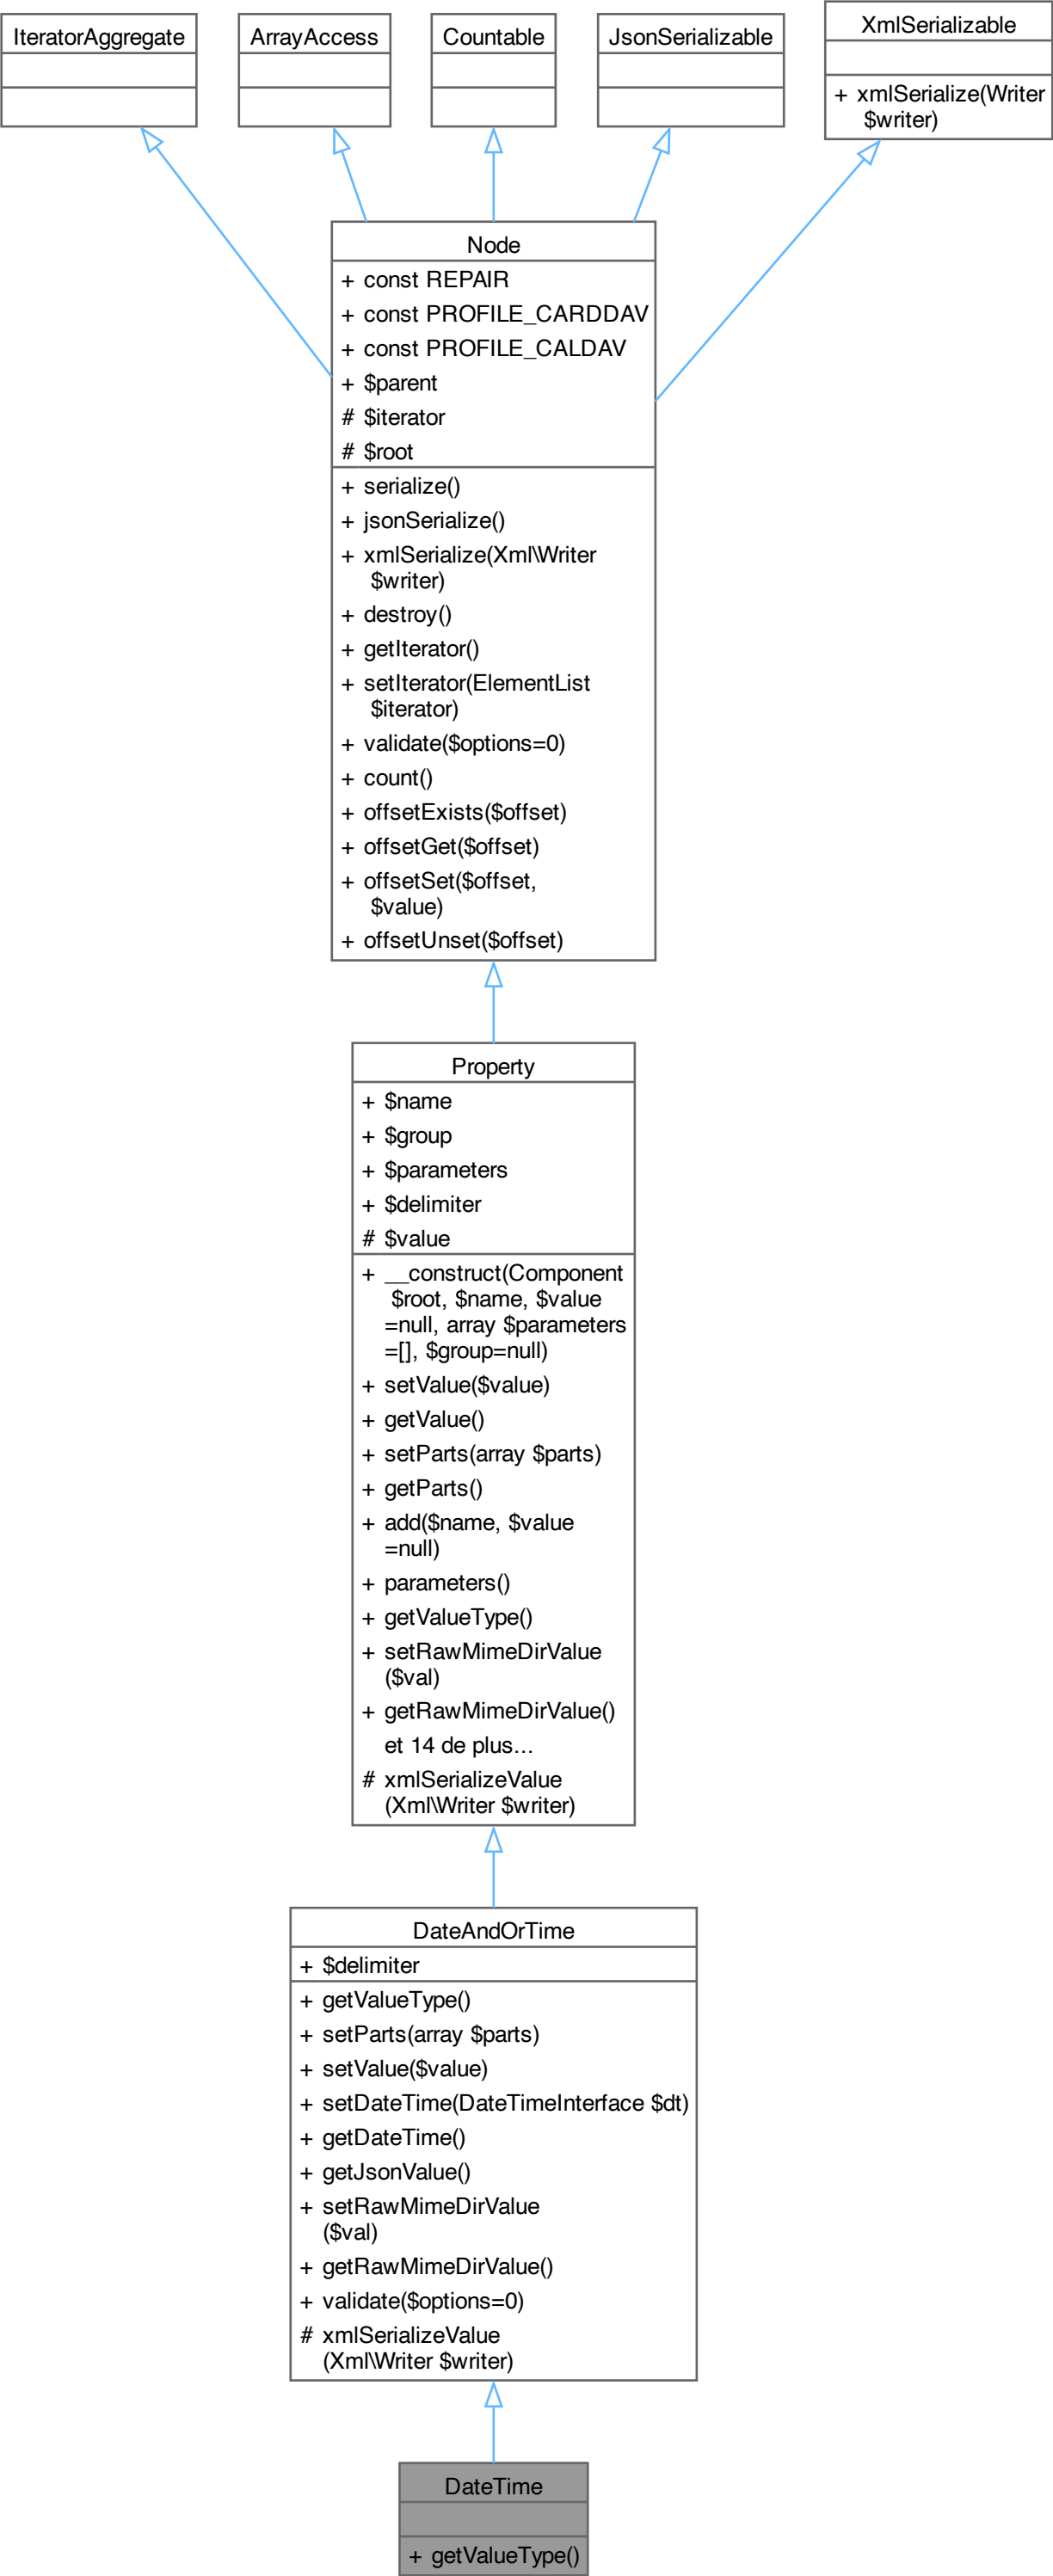 IteratorAggregate
ArrayAccess
Countable
JsonSerializable
XmlSerializable
+ xmlSerialize(Writer
$writer)
Node
+ const REPAIR
+ const PROFILE_CARDDAV
+ const PROFILE_CALDAV
+ $parent
# $iterator
# $root
+ serialize()
+ jsonSerialize()
+ xmlSerialize(Xml\Writer
$writer)
+ destroy()
+ getIterator()
+ setIterator(ElementList
$iterator)
+ validate($options=0)
+ count()
+ offsetExists($offset)
+ offsetGet($offset)
+ offsetSet($offset,
$value)
+ offsetUnset($offset)
Property
+ $name
+ $group
+ $parameters
+ $delimiter
# $value
+ __construct(Component
$root, $name, $value
=null, array $parameters
=[], $group=null)
+ setValue($value)
+ getValue()
+ setParts(array $parts)
+ getParts()
+ add($name, $value
=null)
+ parameters()
+ getValueType()
+ setRawMimeDirValue
($val)
+ getRawMimeDirValue()
et 14 de plus...
# xmlSerializeValue
(Xml\Writer $writer)
DateAndOrTime
+ $delimiter
+ getValueType()
+ setParts(array $parts)
+ setValue($value)
+ setDateTime(DateTimeInterface $dt)
+ getDateTime()
+ getJsonValue()
+ setRawMimeDirValue
($val)
+ getRawMimeDirValue()
+ validate($options=0)
# xmlSerializeValue
(Xml\Writer $writer)
DateTime
+ getValueType()